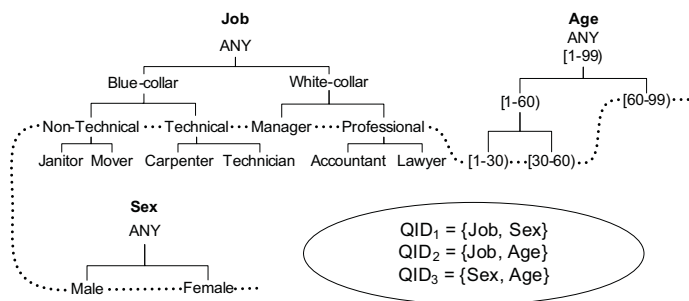 Job
ANY
Blue-collar White-collar
Non-Technical Technical Manager Professional
Janitor Mover Carpenter Technician Accountant Lawyer
Age
ANY
[1-99)
[1-60) [60-99)
[1-30) [30-60)
Sex
ANY
Male Female
QID1 = {Job, Sex}
QID2 = {Job, Age}
QID3 = {Sex, Age}